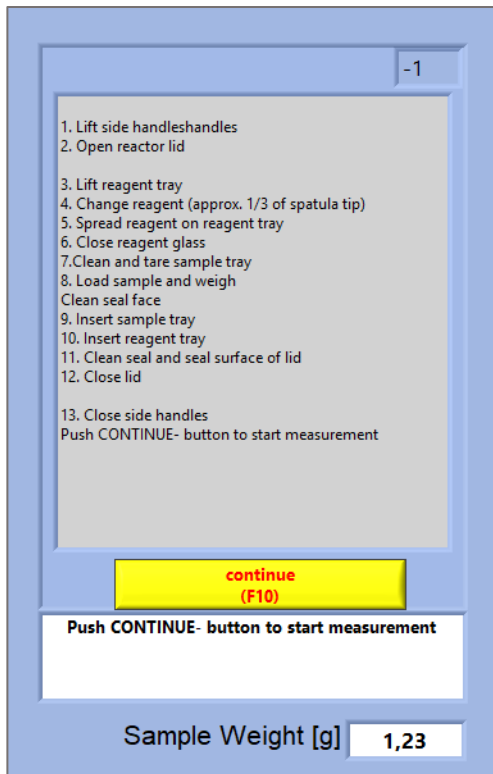 -1
1. Lift side handleshandles
2. Open reactor lid
3. Lift reagent tray
4. Change reagent (approx. 1/3 of spatula tip)
5. Spread reagent on reagent tray
6. Close reagent glass
7.Clean and tare sample tray
8. Load sample and weigh
Clean seal face
9. Insert sample tray
10. Insert reagent tray
11. Clean seal and seal surface of lid
12. Close lid
13. Close side handles
Push CONTINUE- button to start measurement
continue
(F10)
Push CONTINUE- button to start measurement
Sample Weight [g] 1,23